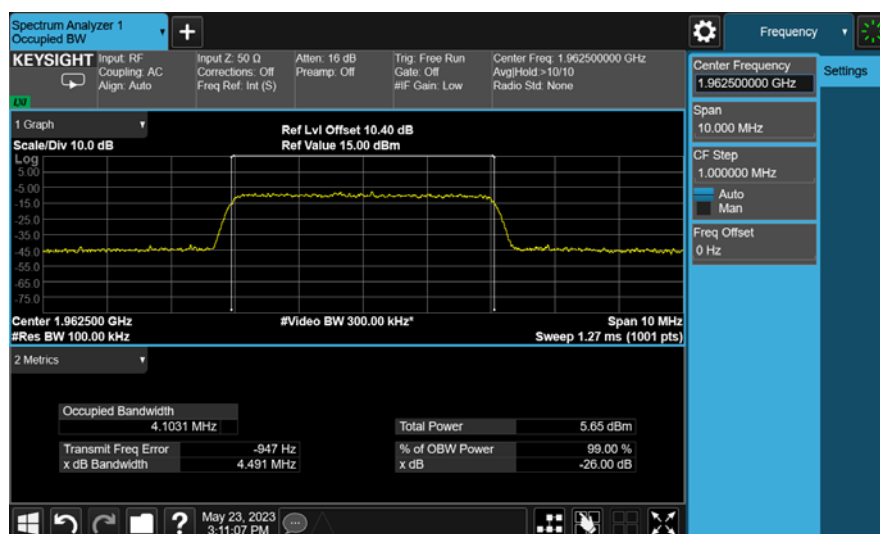 Spectrum Analyzer 1
Occupied BW
Frequency
KEYSIGHT
Input: RF
Coupling: AC
Align: Auto
Input Z: 50 Ω
Corrections: Off
Freq Ref: Int (S)
Atten: 16 dB
Preamp: Off
Trig: Free Run
Gate: Off
#IF Gain: Low
Center Freq: 1.962500000 GHz
Avg|Hold:>10/10
Radio Std: None
LXI
Center Frequency
1.962500000 GHz
Settings
Span
10.000 MHz
CF Step
1.000000 MHz
Auto
Man
Freq Offset
0 Hz
1 Graph
Scale/Div 10.0 dB
Ref Lvl Offset 10.40 dB
Ref Value 15.00 dBm
Log
5.00
-5.00
-15.0
-25.0
-35.0
-45.0
-55.0
-65.0
-75.0
Center 1.962500 GHz
#Res BW 100.00 kHz
#Video BW 300.00 kHz*
Span 10 MHz
Sweep 1.27 ms (1001 pts)
2 Metrics
Occupied Bandwidth
4.1031 MHz
Total Power 5.65 dBm
Transmit Freq Error -947 Hz
% of OBW Power 99.00 %
x dB Bandwidth 4.491 MHz
x dB -26.00 dB
May 23, 2023
3:11:07 PM